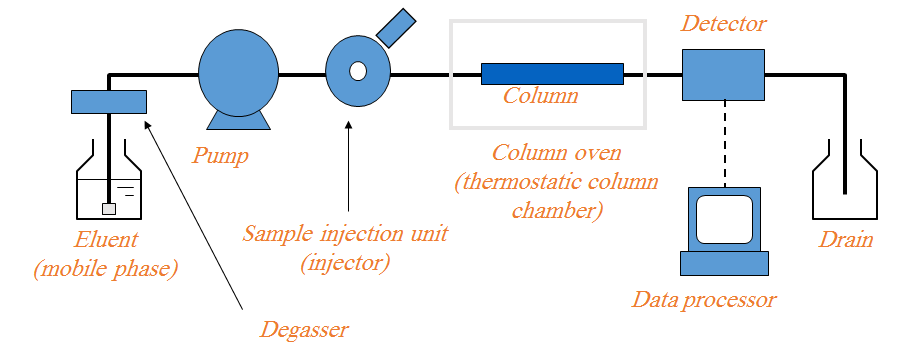 Detector
Column
Pump
Column oven
(thermostatic column
chamber)
Eluent
(mobile phase)
Sample injection unit
(injector)
Drain
Data processor
Degasser